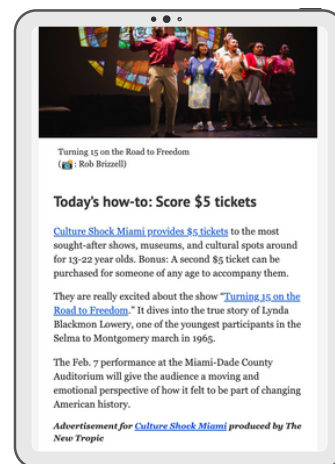 Turning 15 on the Road to Freedom
(📸: Rob Brizzell)
Today's how-to: Score $5 tickets
Culture Shock Miami provides $5 tickets to the most
sought-after shows, museums, and cultural spots around
for 13-22 year olds. Bonus: A second $5 ticket can be
purchased for someone of any age to accompany them.
They are really excited about the show “Turning 15 on the
Road to Freedom.” It dives into the true story of Lynda
Blackmon Lowery, one of the youngest participants in the
Selma to Montgomery march in 1965.
The Feb. 7 performance at the Miami-Dade County
Auditorium will give the audience a moving and
emotional perspective of how it felt to be part of changing
American history.
Advertisement for Culture Shock Miami produced by The
New Tropic